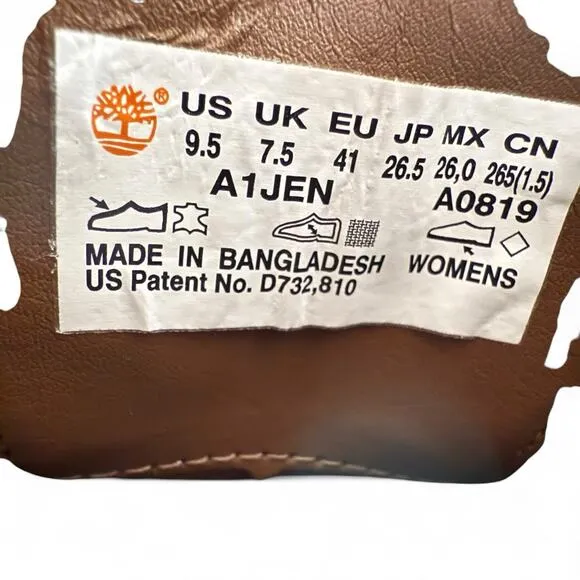 ® US UK EU JP MX CN
9.5 7.5 41 26.5 26,0 265(1.5)
A1JEN A0819
MADE IN BANGLADESH WOMENS
US Patent No. D732,810